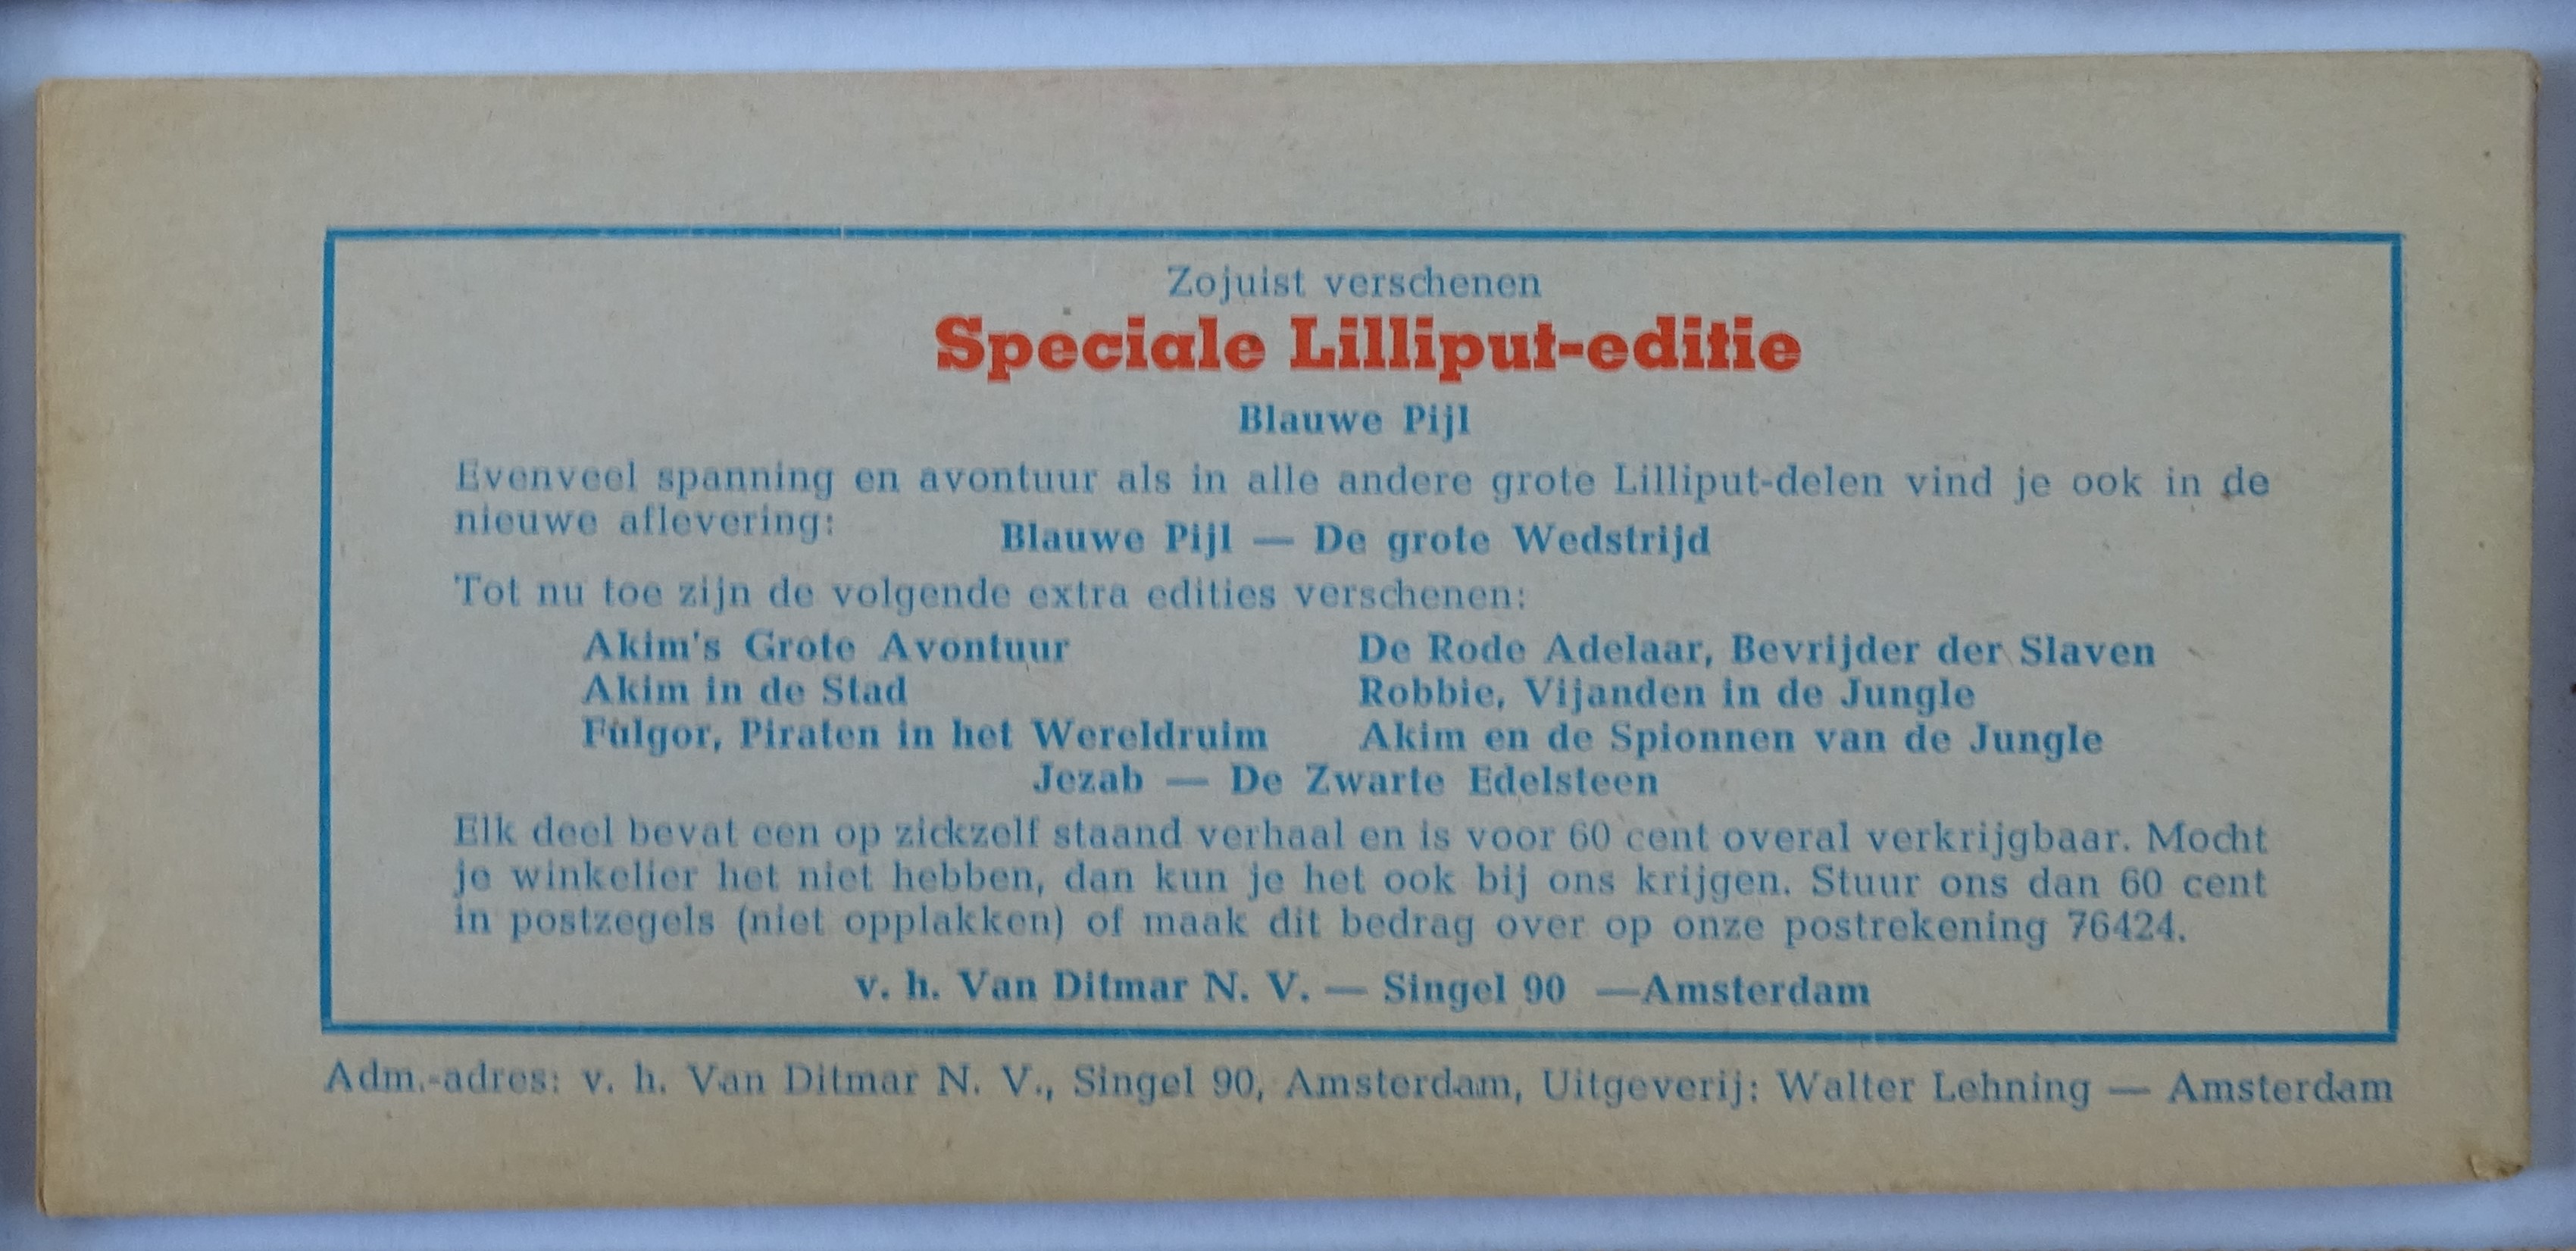 Zojuist verschenen
Speciale Lilliput-editie
Blauwe Pijl
Evenveel spanning en avontuur als in alle andere grote Lilliput-delen vind je ook in de
nieuwe aflevering:
Blauwe Pijl — De grote Wedstrijd
Tot nu toe zijn de volgende extra edities verschenen:
Akim's Grote Avontuur
Akim in de Stad
Fulgor, Piraten in het Wereldruim
De Rode Adelaar, Bevrijder der Slaven
Robbie, Vijanden in de Jungle
Akim en de Spionnen van de Jungle
Jezab — De Zwarte Edelsteen
Elk deel bevat een op zickzelf staand verhaal en is voor 60 cent overal verkrijgbaar. Mocht
je winkelier het niet hebben, dan kun je het ook bij ons krijgen. Stuur ons dan 60 cent
in postzegels (niet opplakken) of maak dit bedrag over op onze postrekening 76424.
v. h. Van Ditmar N. V. — Singel 90 —Amsterdam
Adm.-adres: v. h. Van Ditmar N. V., Singel 90, Amsterdam, Uitgeverij: Walter Lehning — Amsterdam